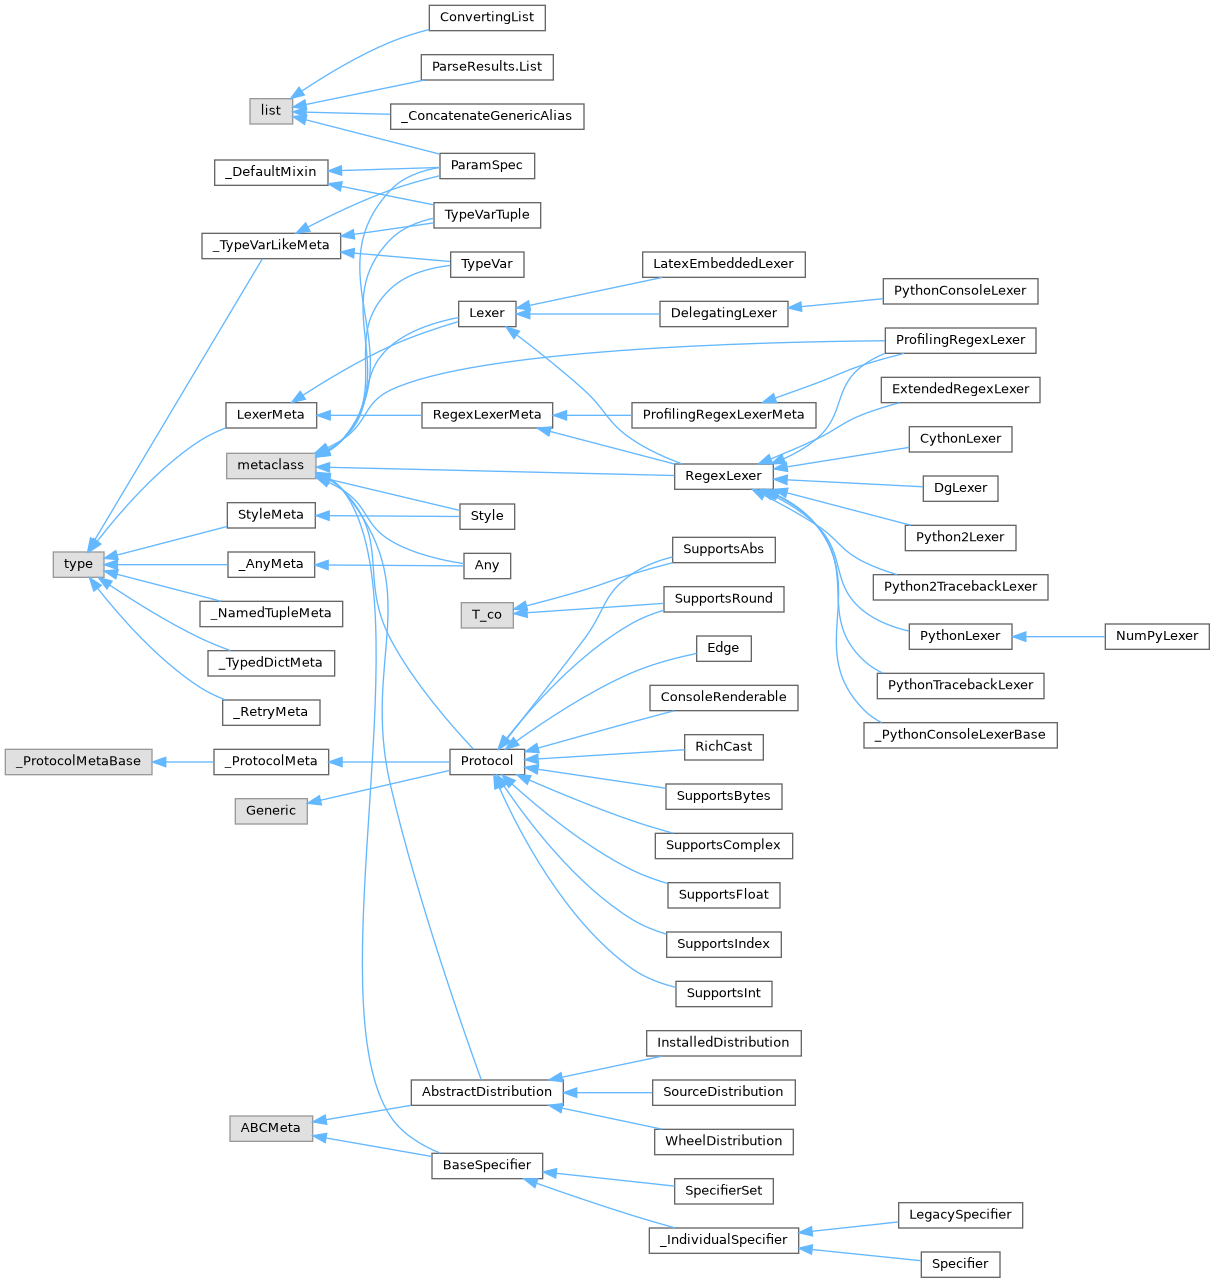 ConvertingList
ParseResults.List
list
_ConcatenateGenericAlias
ParamSpec
_DefaultMixin
TypeVarTuple
_TypeVarLikeMeta
TypeVar
LatexEmbeddedLexer
PythonConsoleLexer
Lexer
DelegatingLexer
ProfilingRegexLexer
ExtendedRegexLexer
LexerMeta
RegexLexerMeta
ProfilingRegexLexerMeta
CythonLexer
metaclass
RegexLexer
DgLexer
StyleMeta
Style
Python2Lexer
SupportsAbs
type
_AnyMeta
Any
Python2TracebackLexer
SupportsRound
_NamedTupleMeta
T_co
PythonLexer
NumPyLexer
Edge
_TypedDictMeta
PythonTracebackLexer
ConsoleRenderable
_RetryMeta
_PythonConsoleLexerBase
RichCast
_ProtocolMetaBase
_ProtocolMeta
Protocol
SupportsBytes
Generic
SupportsComplex
SupportsFloat
SupportsIndex
SupportsInt
InstalledDistribution
AbstractDistribution
SourceDistribution
ABCMeta
WheelDistribution
BaseSpecifier
SpecifierSet
LegacySpecifier
_IndividualSpecifier
Specifier